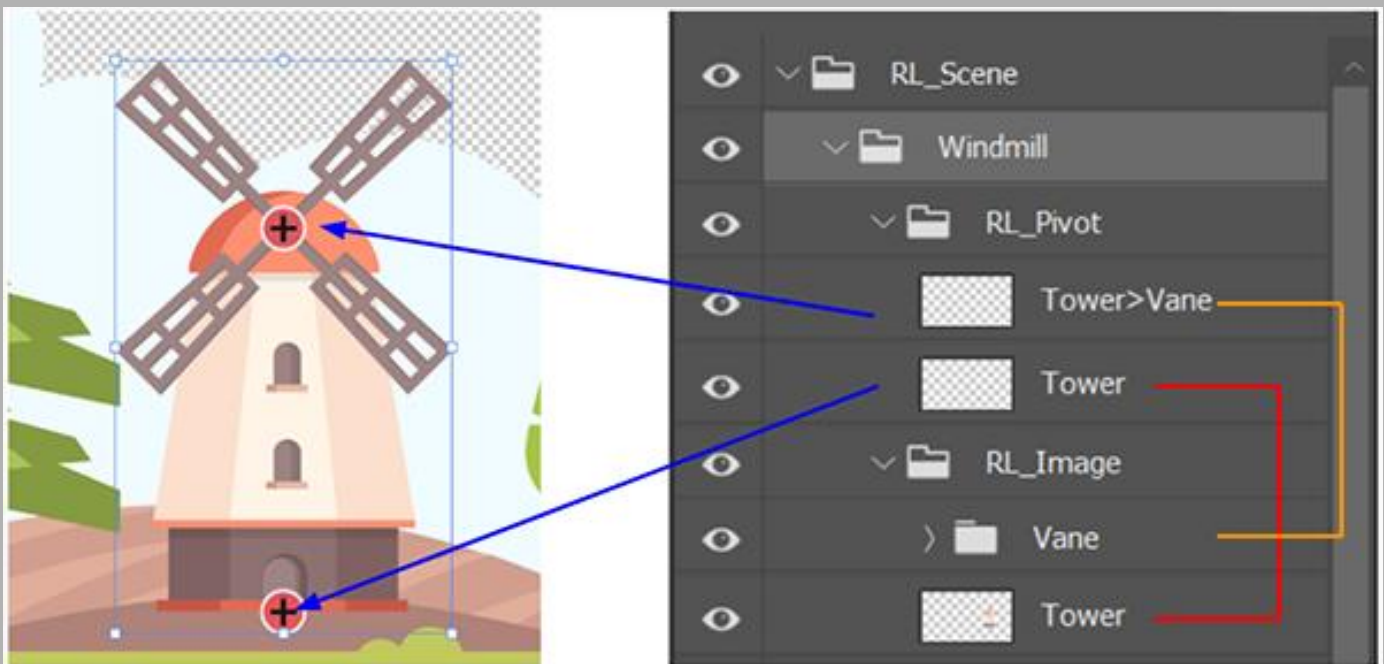 RL_Scene
Windmill
RL_Pivot
Tower>Vane
Tower
RL_Image
Vane
Tower